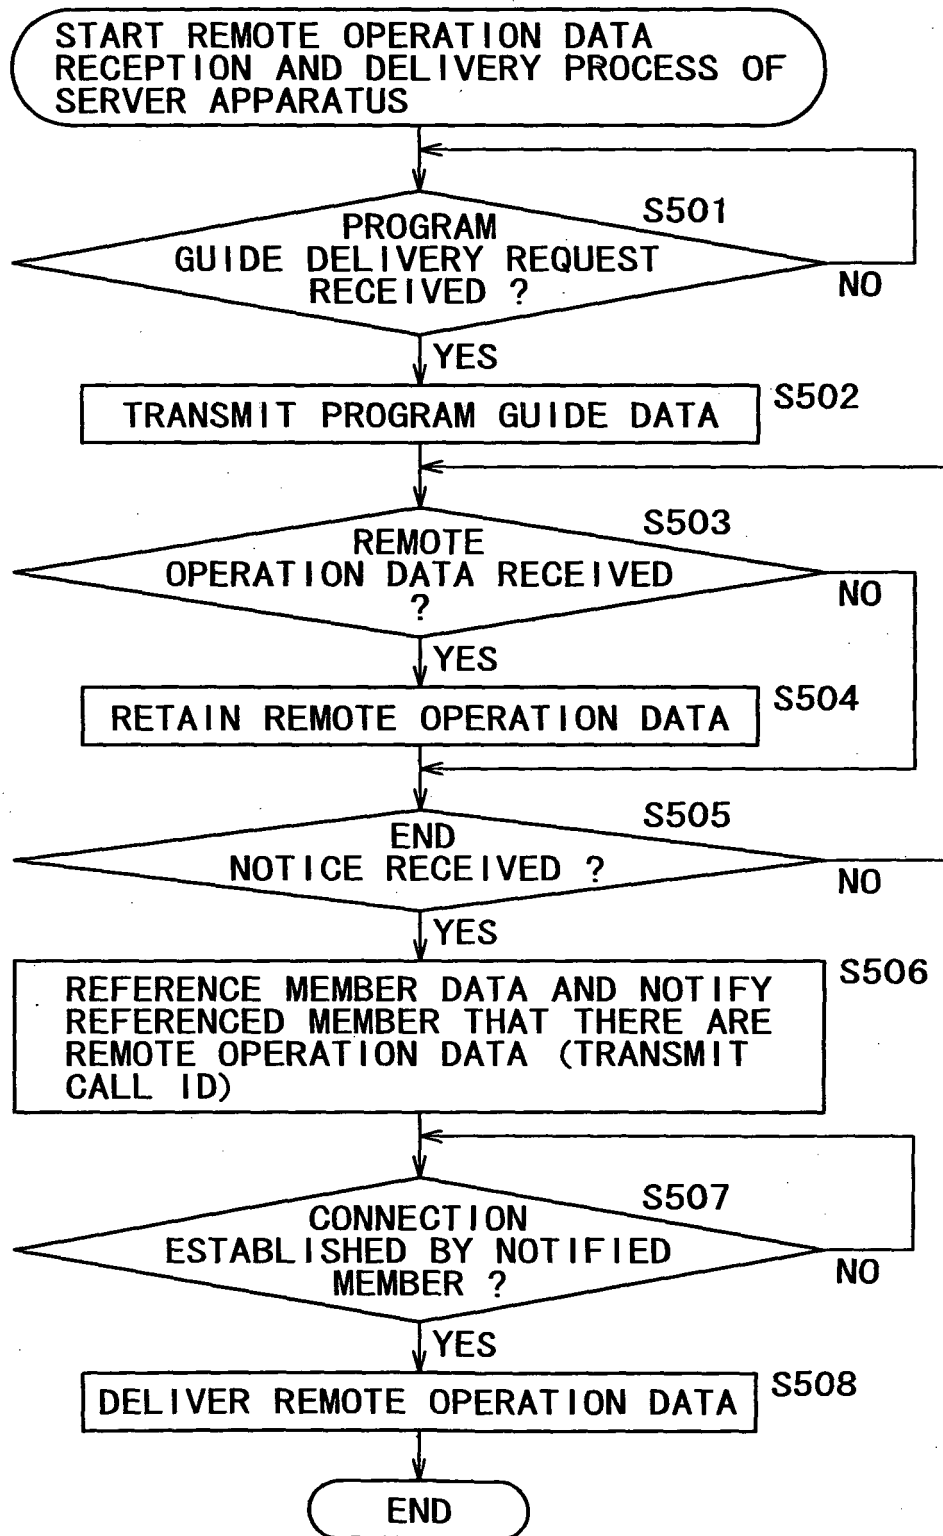 START REMOTE OPERATION DATA
RECEPTION AND DELIVERY PROCESS OF
SERVER APPARATUS
S501
PROGRAM
GUIDE DELIVERY REQUEST
RECEIVED ?
NO
YES
S502
TRANSMIT PROGRAM GUIDE DATA
S503
REMOTE
OPERATION DATA RECEIVED
?
NO
YES
S504
RETAIN REMOTE OPERATION DATA
S505
END
NOTICE RECEIVED ?
NO
YES
S506
REFERENCE MEMBER DATA AND NOTIFY
REFERENCED MEMBER THAT THERE ARE
REMOTE OPERATION DATA (TRANSMIT
CALL ID)
S507
CONNECTION
ESTABLISHED BY NOTIFIED
MEMBER ?
NO
YES
S508
DELIVER REMOTE OPERATION DATA
END